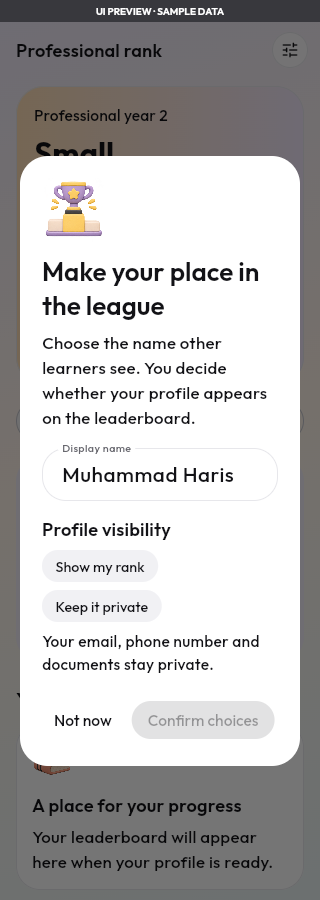 UI PREVIEW · SAMPLE DATA
Professional rank
Professional year 2
Small
Make your place in
the league
Choose the name other
learners see. You decide
whether your profile appears
on the leaderboard.
Display name
Muhammad Haris
Profile visibility
Show my rank
Keep it private
Your email, phone number and
documents stay private.
Not now
Confirm choices
A place for your progress
Your leaderboard will appear
here when your profile is ready.